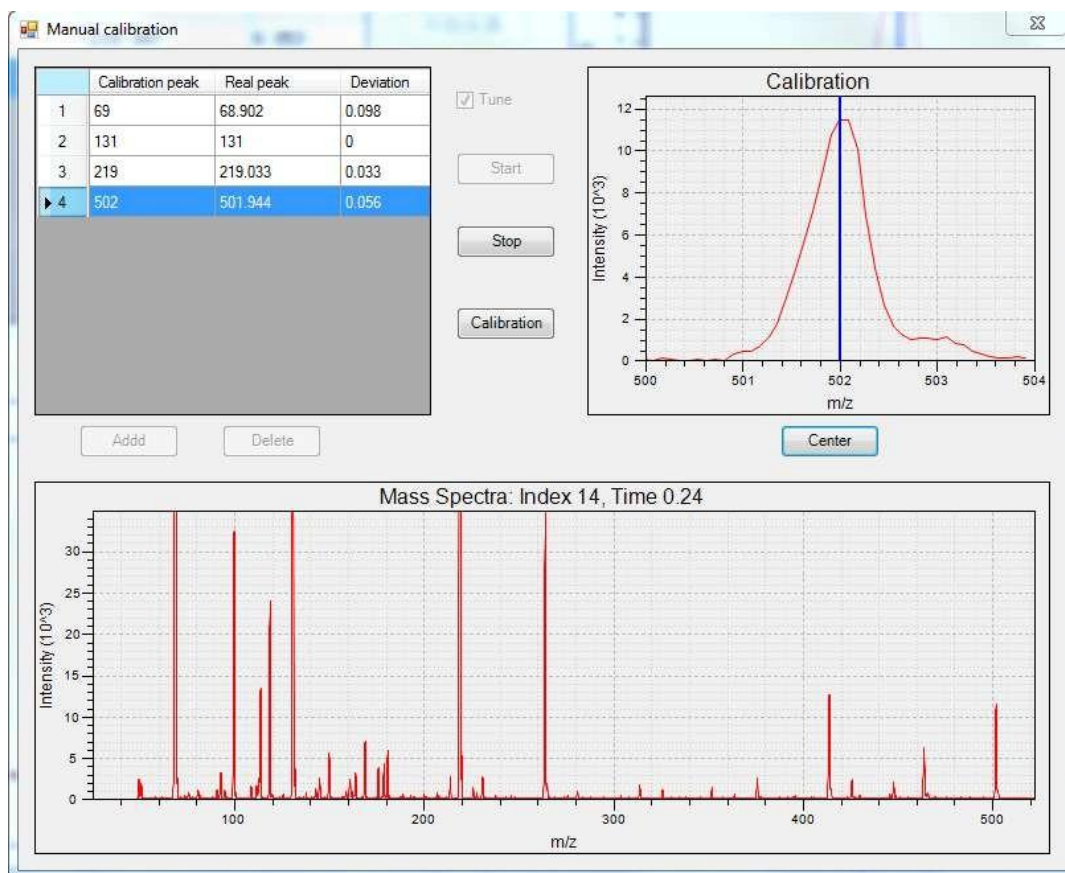 Manual calibration
Calibration peak Real peak Deviation
1 69 68.902 0.098
2 131 131 0
3 219 219.033 0.033
4 502 501.944 0.056
Addd Delete
Tune
Start
Stop
Calibration
Calibration
Intensity (10^3)
12
10
8
6
4
2
0
500 501 502 503 504
m/z
Center
Mass Spectra: Index 14, Time 0.24
Intensity (10^3)
30
25
20
15
10
5
0
100 200 300 400 500
m/z